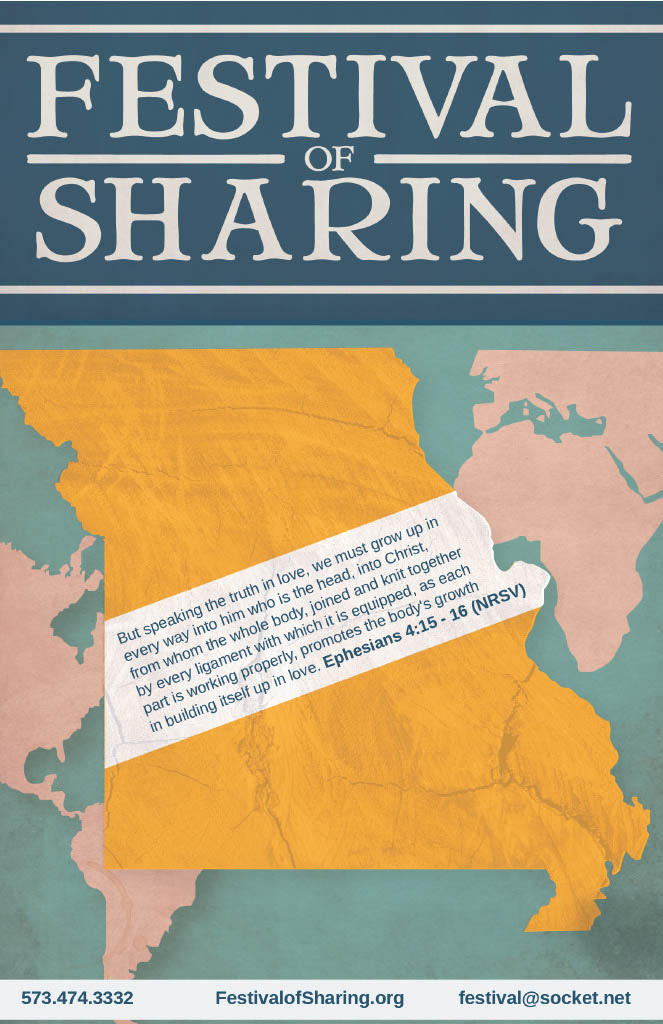 FESTIVAL
OF
SHARING
But speaking the truth in love, we must grow up in
every way into him who is the head, into Christ,
from whom the whole body, joined and knit together
by every ligament with which it is equipped, as each
part is working properly, promotes the body's growth
in building itself up in love. Ephesians 4:15 - 16 (NRSV)
573.474.3332 FestivalofSharing.org festival@socket.net